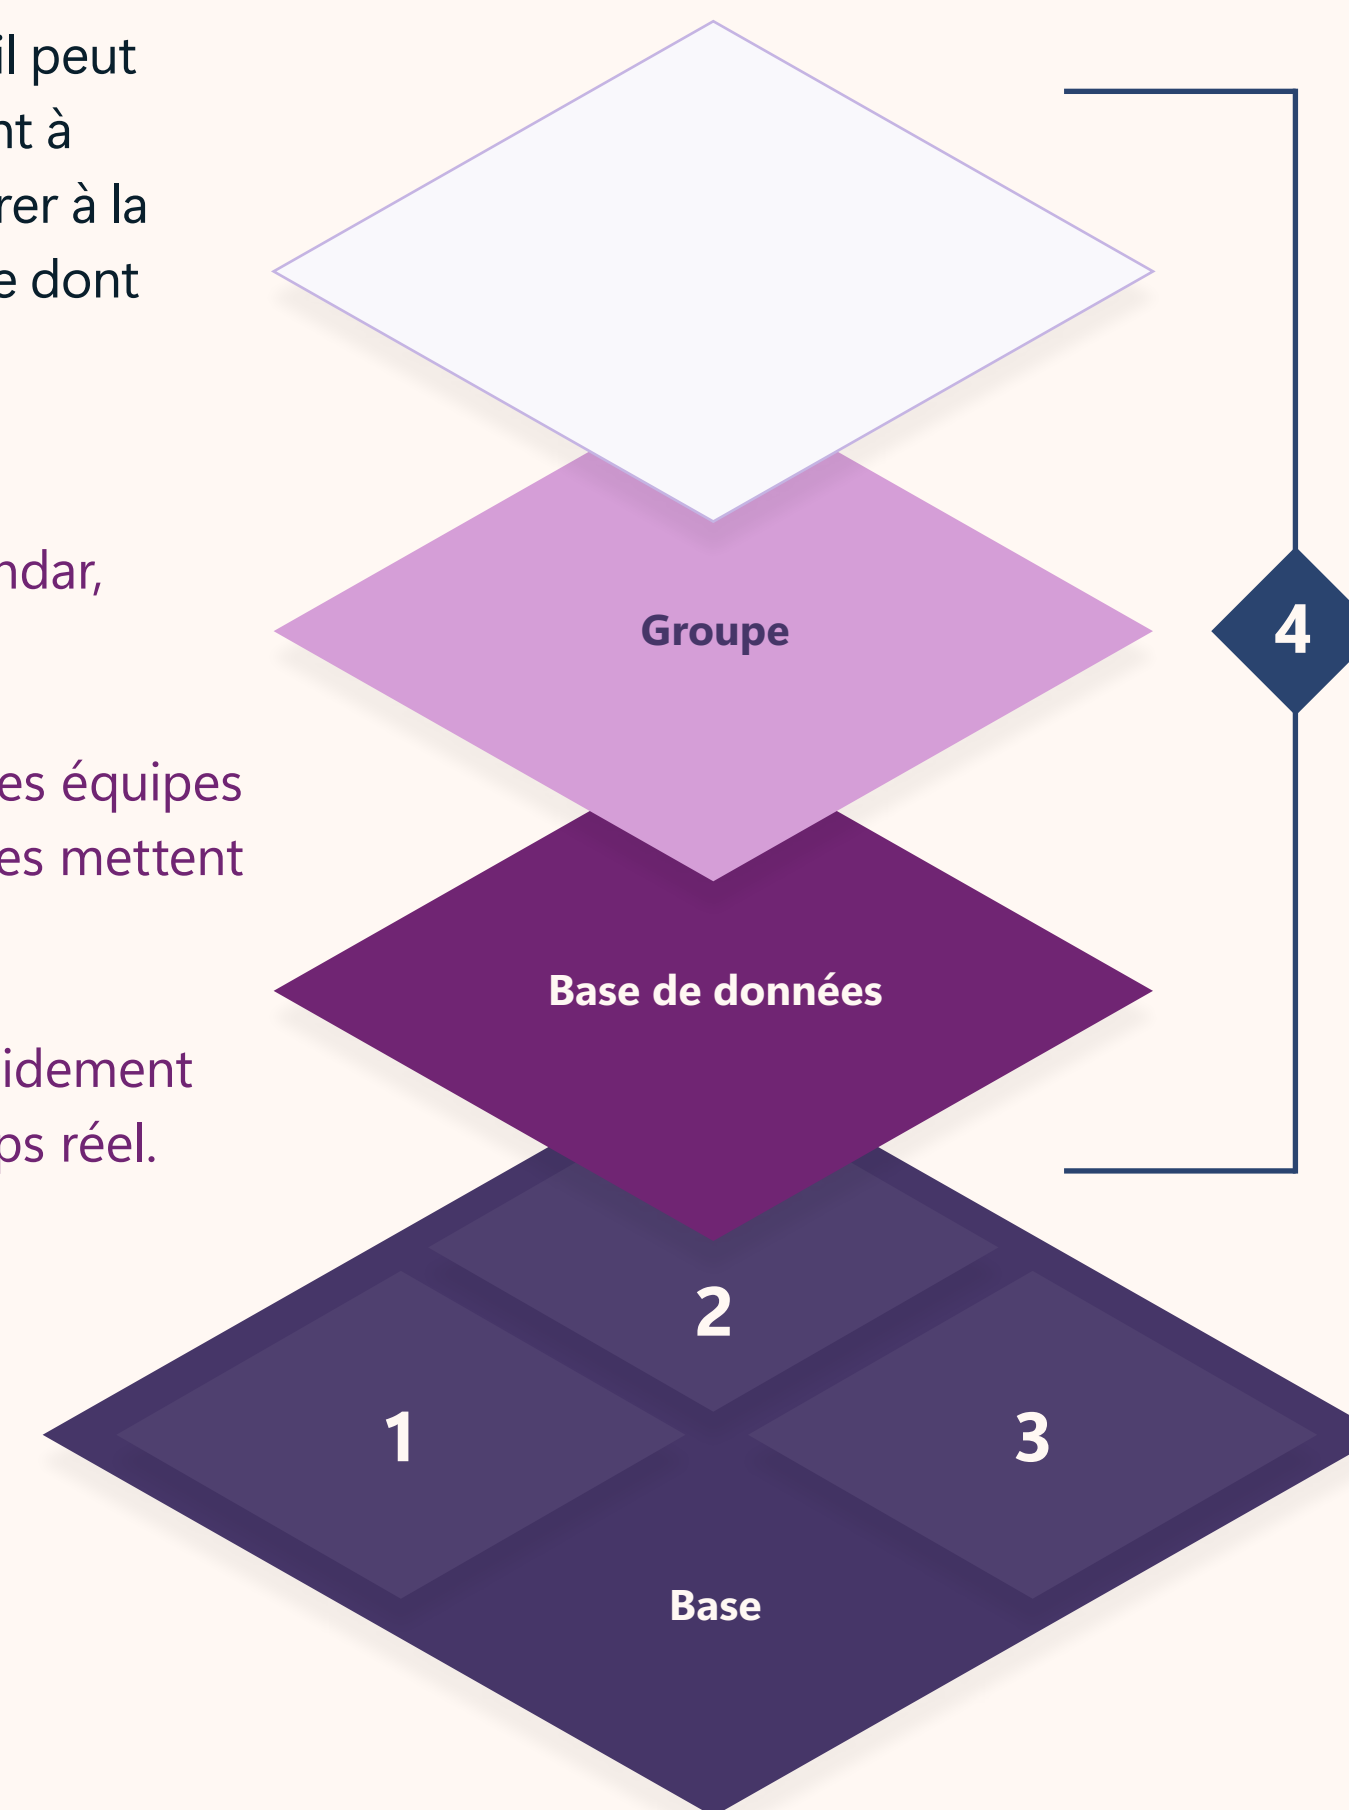 il peut
nt à
rer à la
e dont
ndar,
es équipes
es mettent
idement
ps réel.
Groupe
4
Base de données
2
1
3
Base